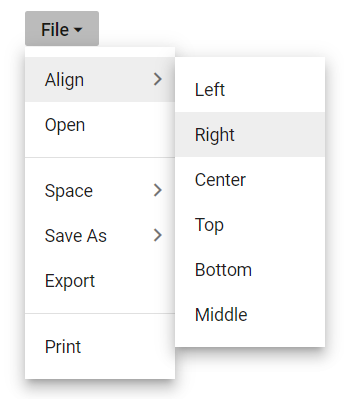 File
Align
Open
Space
Save As
Export
Print
Left
Right
Center
Top
Bottom
Middle